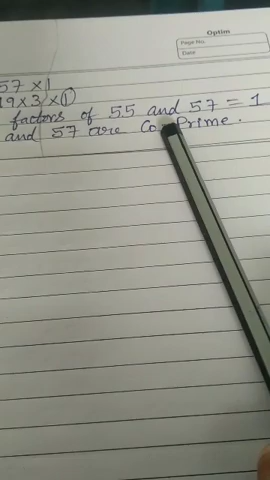 Optim
Page No.
Date
57 × 1
19 × 3 × 1
factors of 55 and 57 = 1
and 57 are Co Prime.